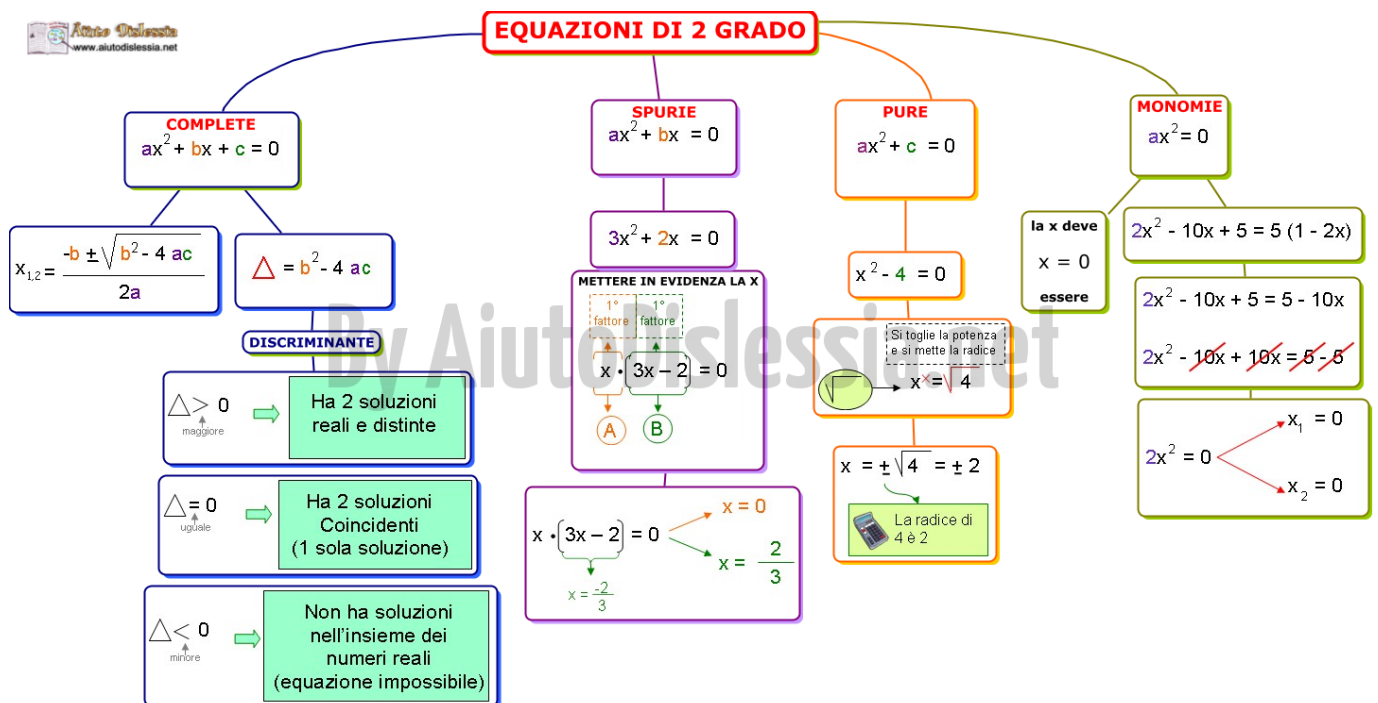 Aiuto Dislessia
www.aiutodislessia.net
EQUAZIONI DI 2 GRADO
COMPLETE
ax² + bx + c = 0
x₁,₂ = -b ± √(b² - 4 ac) / 2a
△ = b² - 4 ac
DISCRIMINANTE
△ > 0
maggiore
Ha 2 soluzioni
reali e distinte
△ = 0
uguale
Ha 2 soluzioni
Coincidenti
(1 sola soluzione)
△ < 0
minore
Non ha soluzioni
nell'insieme dei
numeri reali
(equazione impossibile)
SPURIE
ax² + bx = 0
3x² + 2x = 0
METTERE IN EVIDENZA LA X
1° fattore
1° fattore
x · (3x – 2) = 0
A
B
x · (3x – 2) = 0
x = 0
x = 2/3
x = -2/3
PURE
ax² + c = 0
x² - 4 = 0
Si toglie la potenza
e si mette la radice
√
xˣ = √4
x = ± √4 = ± 2
La radice di
4 è 2
MONOMIE
ax² = 0
la x deve
x = 0
essere
2x² - 10x + 5 = 5 (1 - 2x)
2x² - 10x + 5 = 5 - 10x
2x² - 10x + 10x = 5 - 5
2x² = 0
x₁ = 0
x₂ = 0
By AiutoDislessia.net